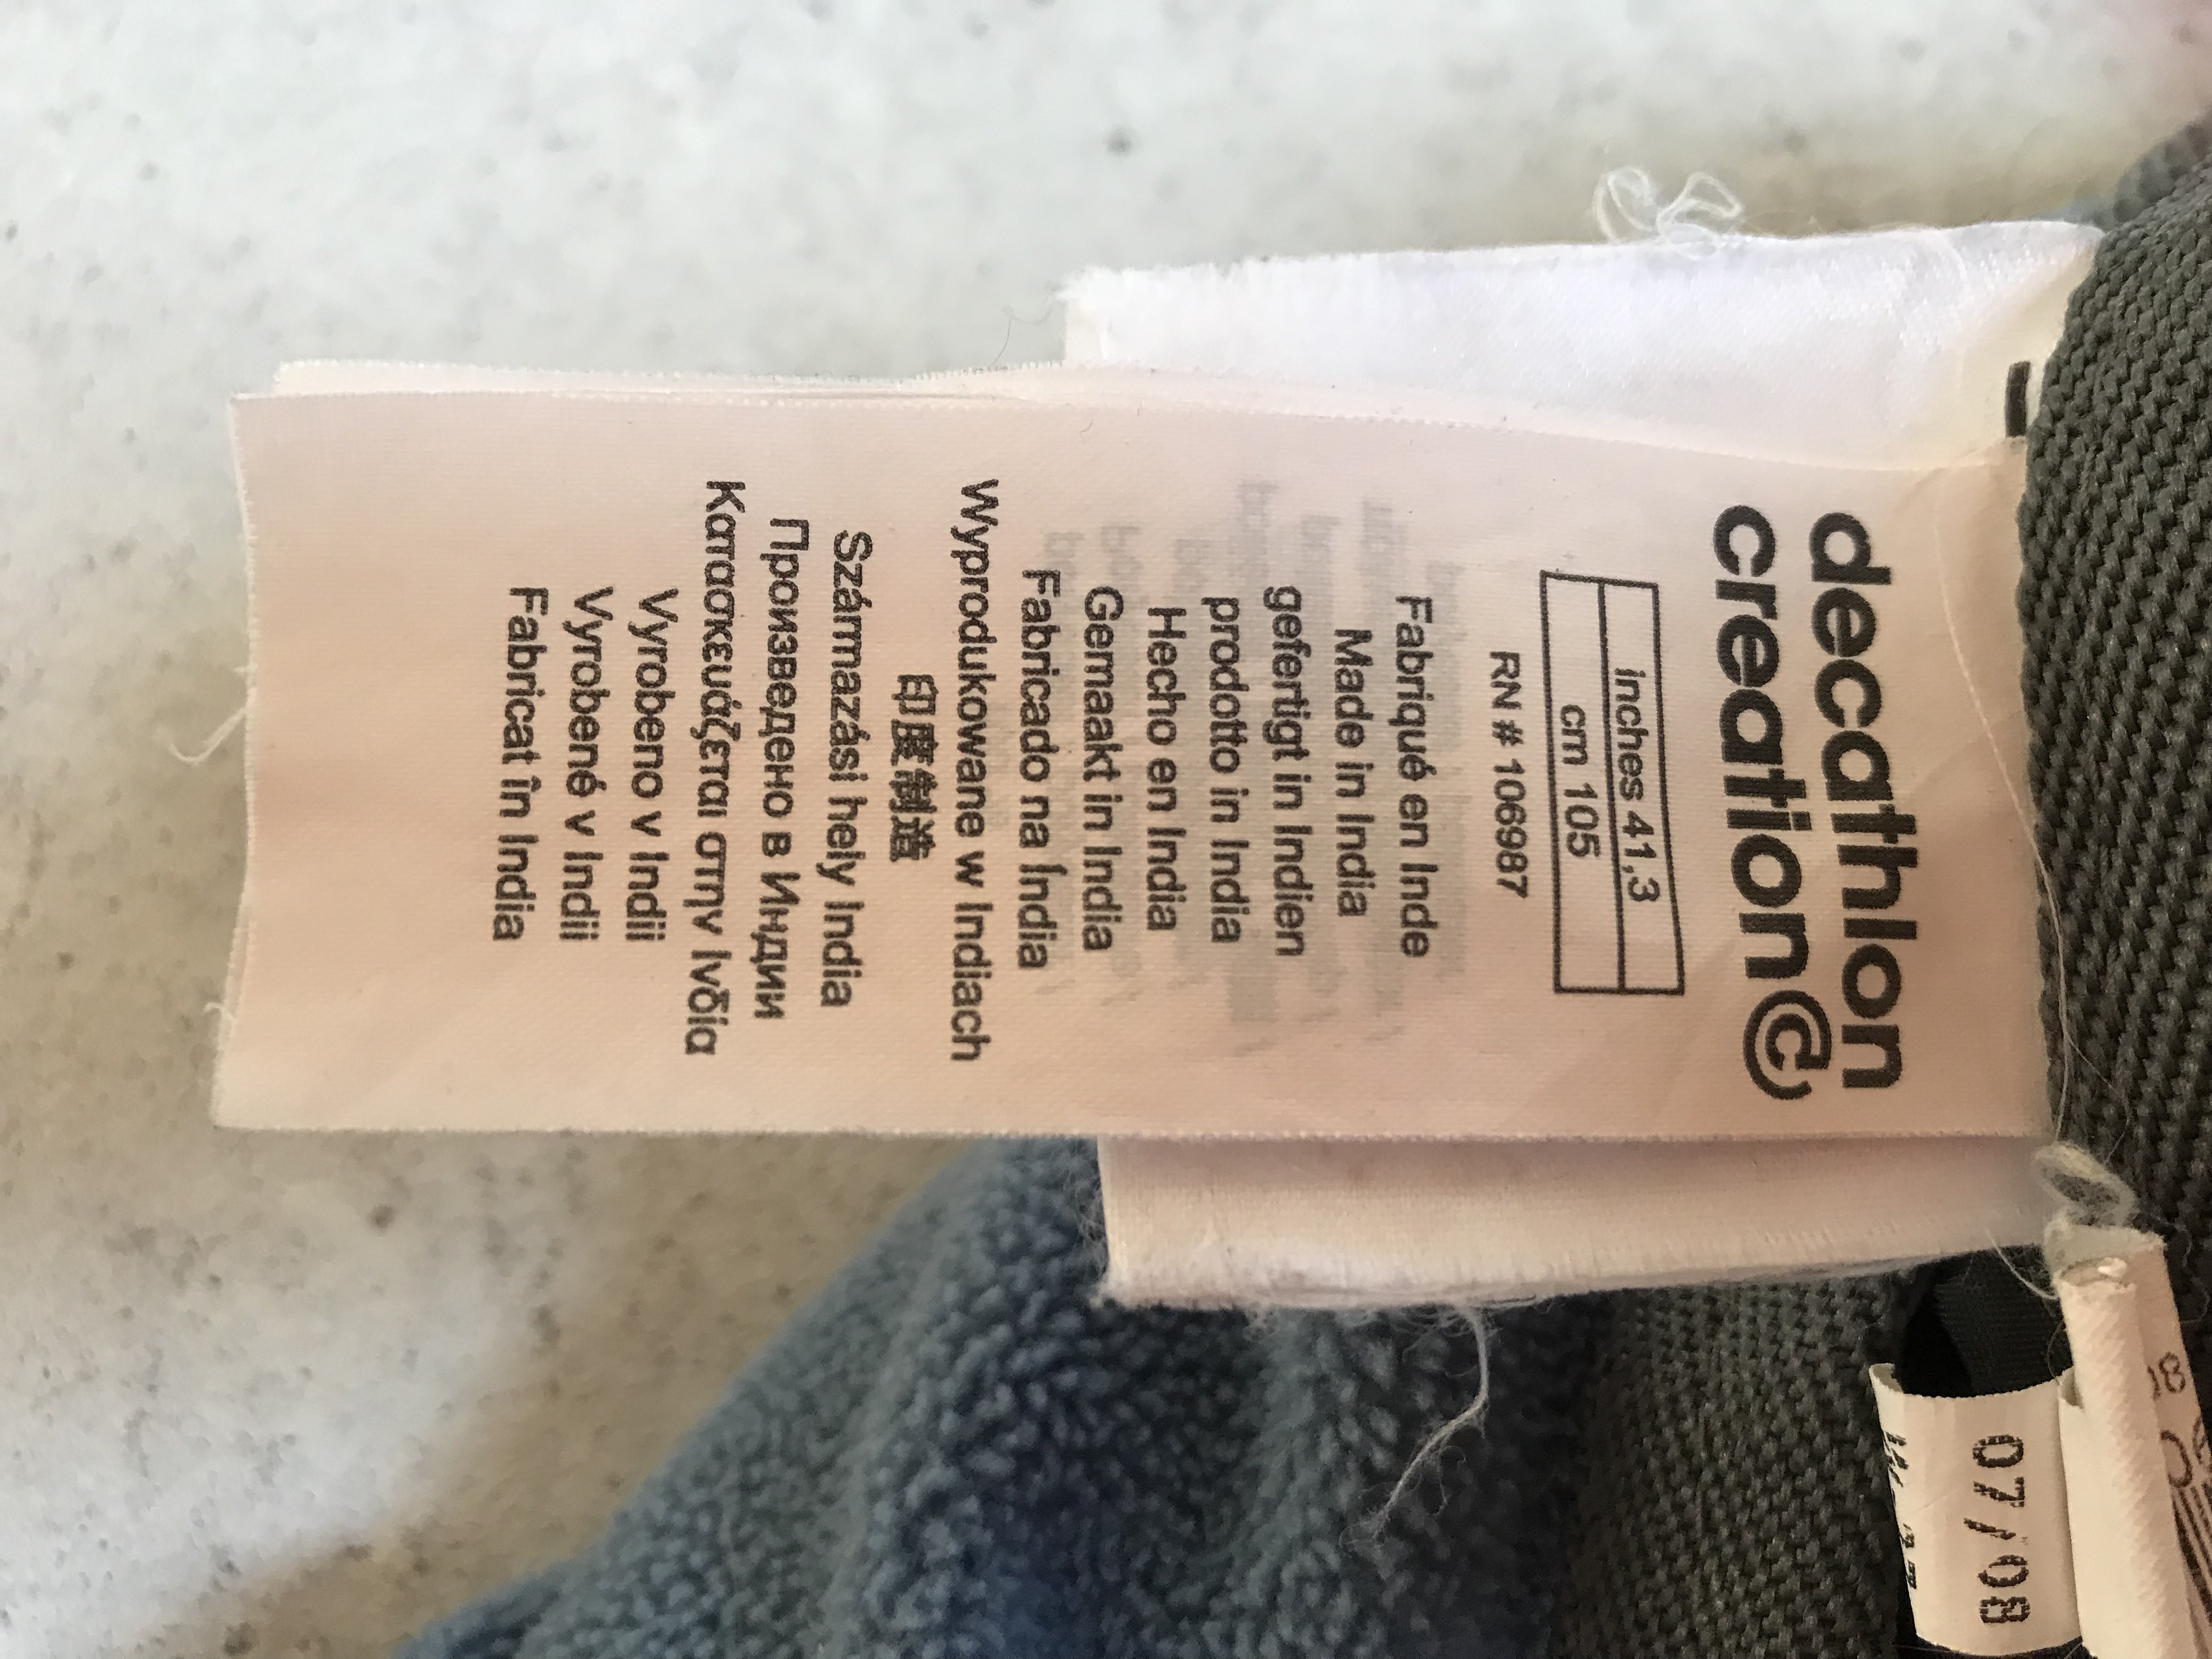 decathlon
creation©
inches 41,3
cm 105
RN # 106987
Fabriqué en Inde
Made in India
gefertigt in Indien
prodotto in India
Hecho en India
Gemaakt in India
Fabricado na Índia
Wyprodukowane w Indiach
印度制造
Származási hely India
Произведено в Индии
Κατασκευάζεται στην Ινδία
Vyrobeno v Indii
Vyrobené v Indii
Fabricat în India
07/08